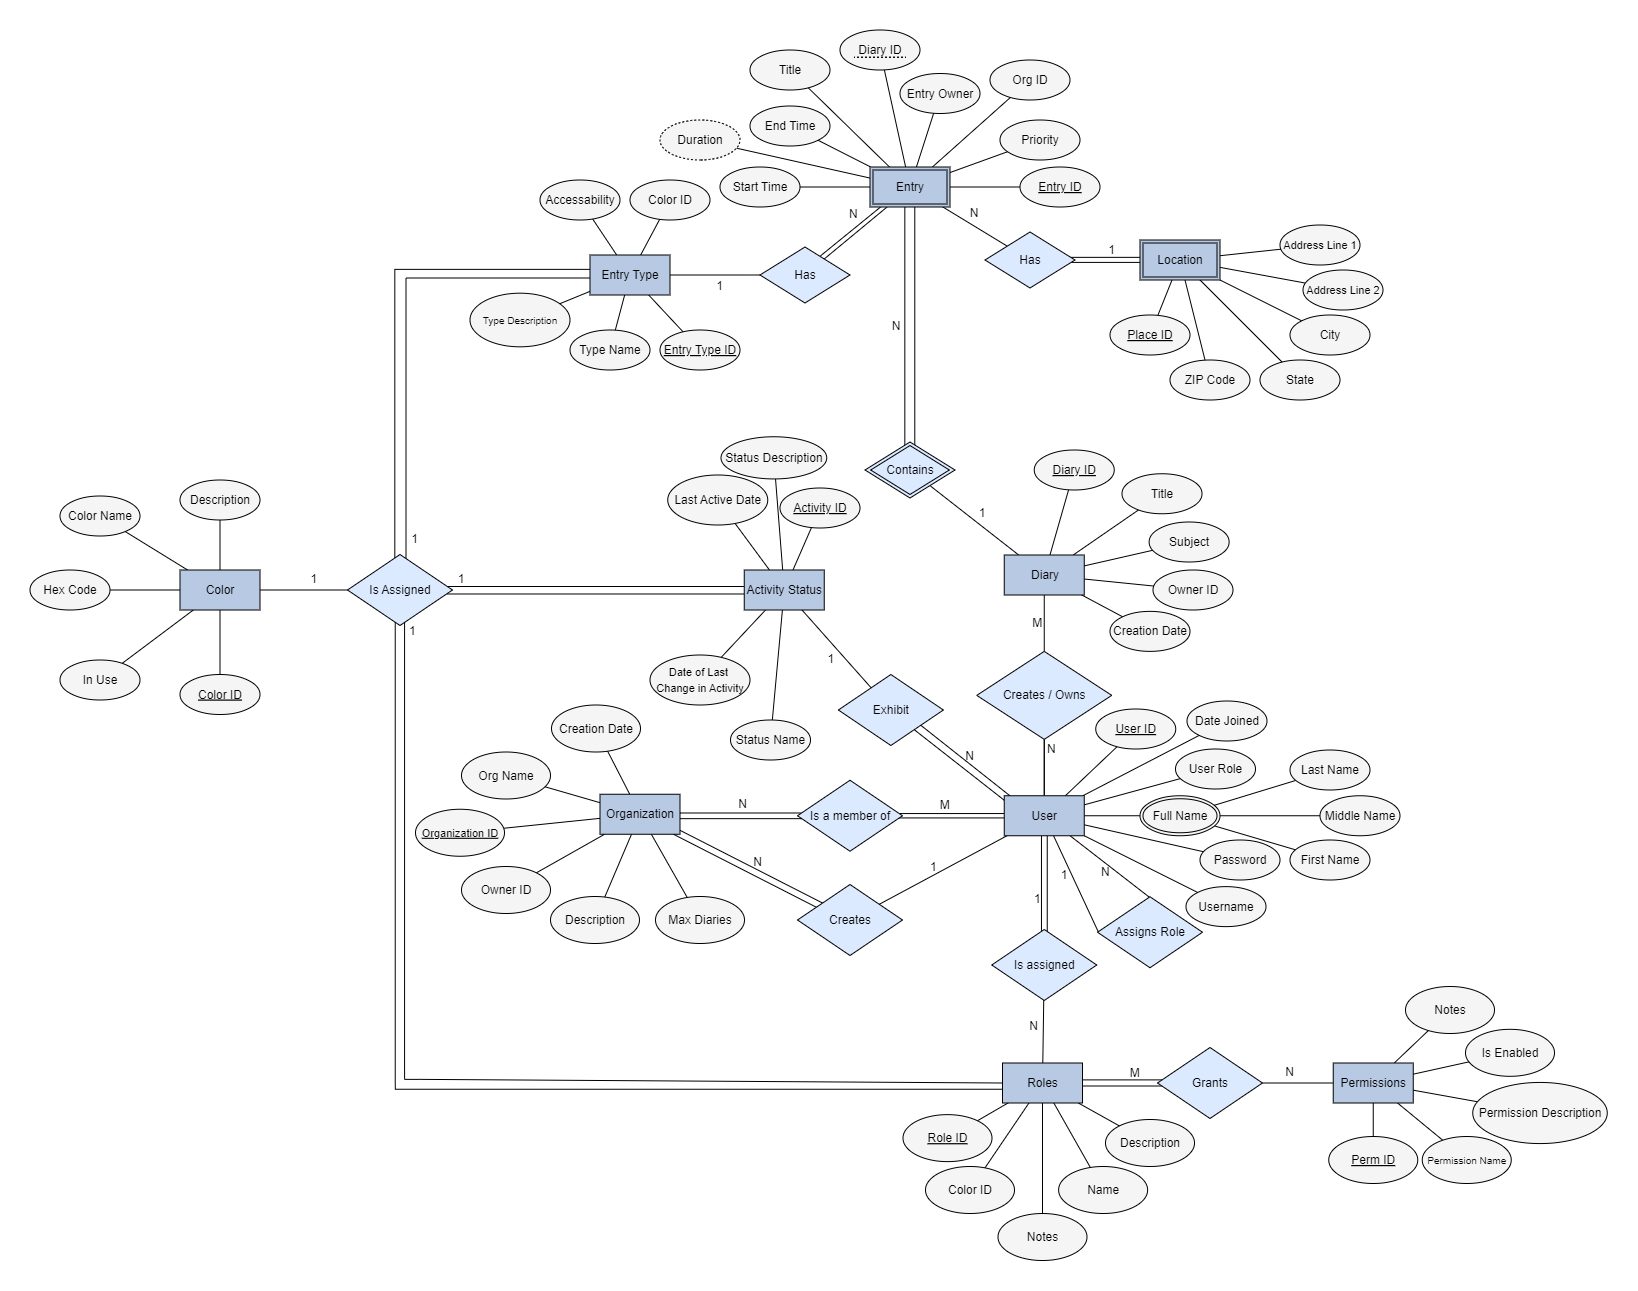 Diary ID
Title
Entry Owner
Org ID
End Time
Duration
Priority
Start Time
Entry
Entry ID
Accessability
Color ID
N
N
Entry Type
Has
1
Has
1
Location
Address Line 1
Address Line 2
Type Description
Type Name
Entry Type ID
N
Place ID
City
ZIP Code
State
Status Description
Contains
Diary ID
Title
Last Active Date
Activity ID
Color Name
Description
1
1
Subject
Hex Code
Color
1
Is Assigned
1
Activity Status
Diary
Owner ID
1
M
Creation Date
In Use
Color ID
1
Date of Last
Change in Activity
Exhibit
Creates / Owns
Creation Date
Status Name
N
N
User ID
Date Joined
Org Name
User Role
Last Name
Organization
N
Is a member of
M
User
Full Name
Middle Name
Organization ID
N
1
1
N
Password
First Name
Owner ID
Description
Max Diaries
Creates
1
Username
Assigns Role
Is assigned
N
Notes
Is Enabled
Roles
M
Grants
N
Permissions
Permission Description
Role ID
Description
Perm ID
Permission Name
Color ID
Name
Notes